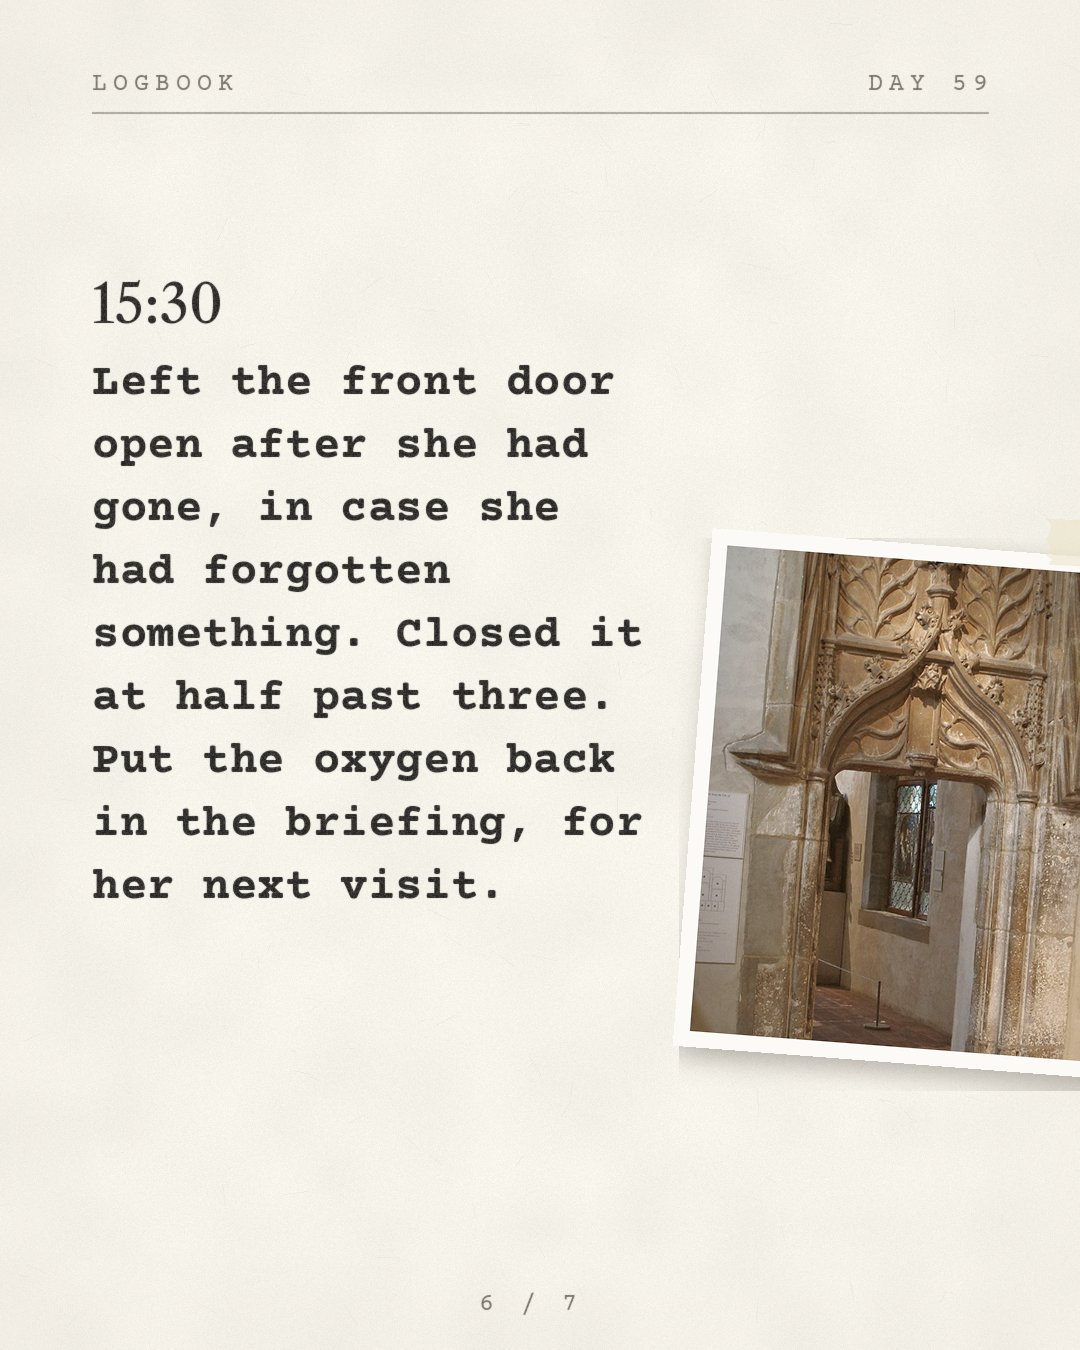 LOGBOOK DAY 59
15:30
Left the front door
open after she had
gone, in case she
had forgotten
something. Closed it
at half past three.
Put the oxygen back
in the briefing, for
her next visit.
6 / 7